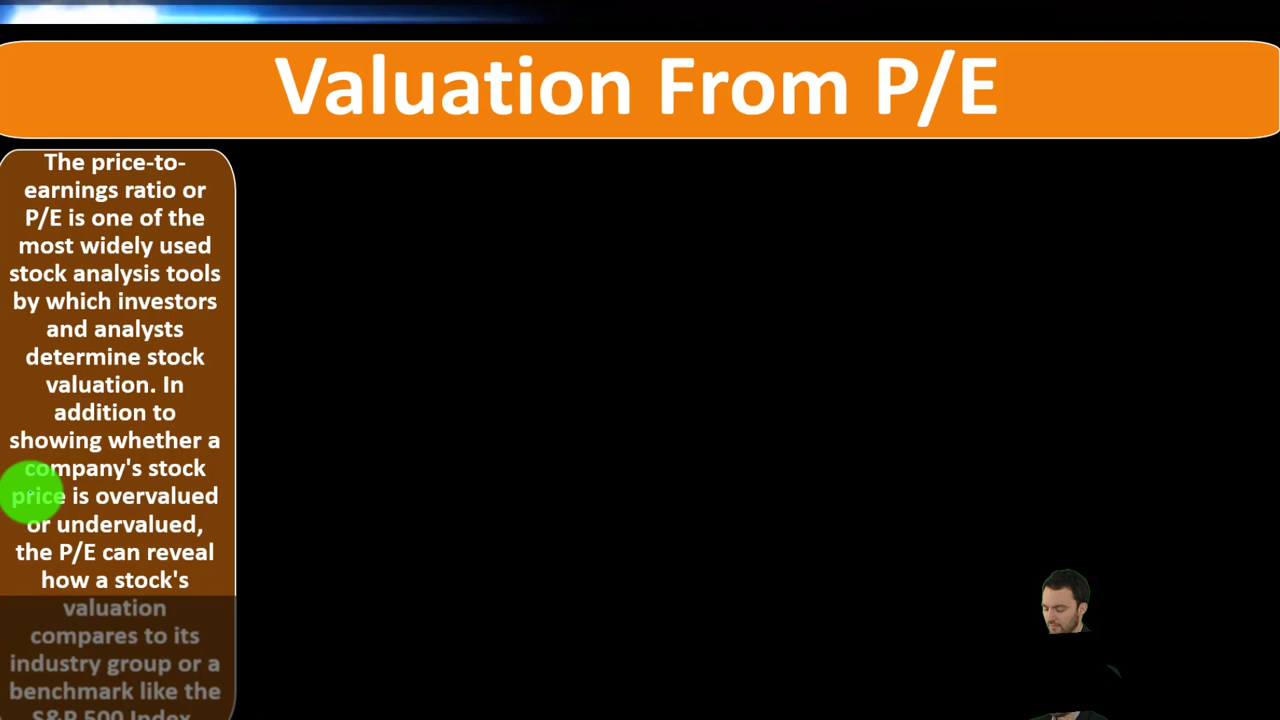 Valuation From P/E
The price-to-
earnings ratio or
P/E is one of the
most widely used
stock analysis tools
by which investors
and analysts
determine stock
valuation. In
addition to
showing whether a
company's stock
price is overvalued
or undervalued,
the P/E can reveal
how a stock's
valuation
compares to its
industry group or a
benchmark like the
S&P 500 Index.